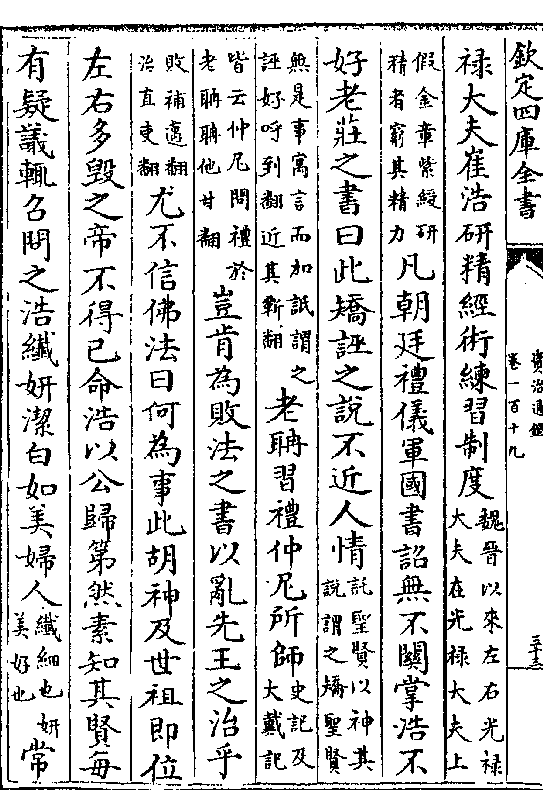 欽定四庫全書
資治通鑑
卷一百十九
三十三
祿大夫崔浩研精經術練習制度魏晉以來左右光祿大夫在光祿大夫上
假金章紫綬研精者窮其精力凡朝廷禮儀軍國書詔無不關掌浩不
好老莊之書曰此矯誣之說不近人情託聖賢以神其說謂之矯聖賢
無是事寓言而加詆謂之誣好呼到翻近其靳翻老聃習禮仲尼所師史記及大戴記
皆云仲尼問禮於老聃聃他甘翻豈肯為敗法之書以亂先王之治乎
敗補邁翻治直吏翻尤不信佛法曰何為事此胡神及世祖即位
左右多毀之帝不得已命浩以公歸第然素知其賢每
有疑議輒召問之浩纖妍潔白如美婦人纖細也妍美好也常